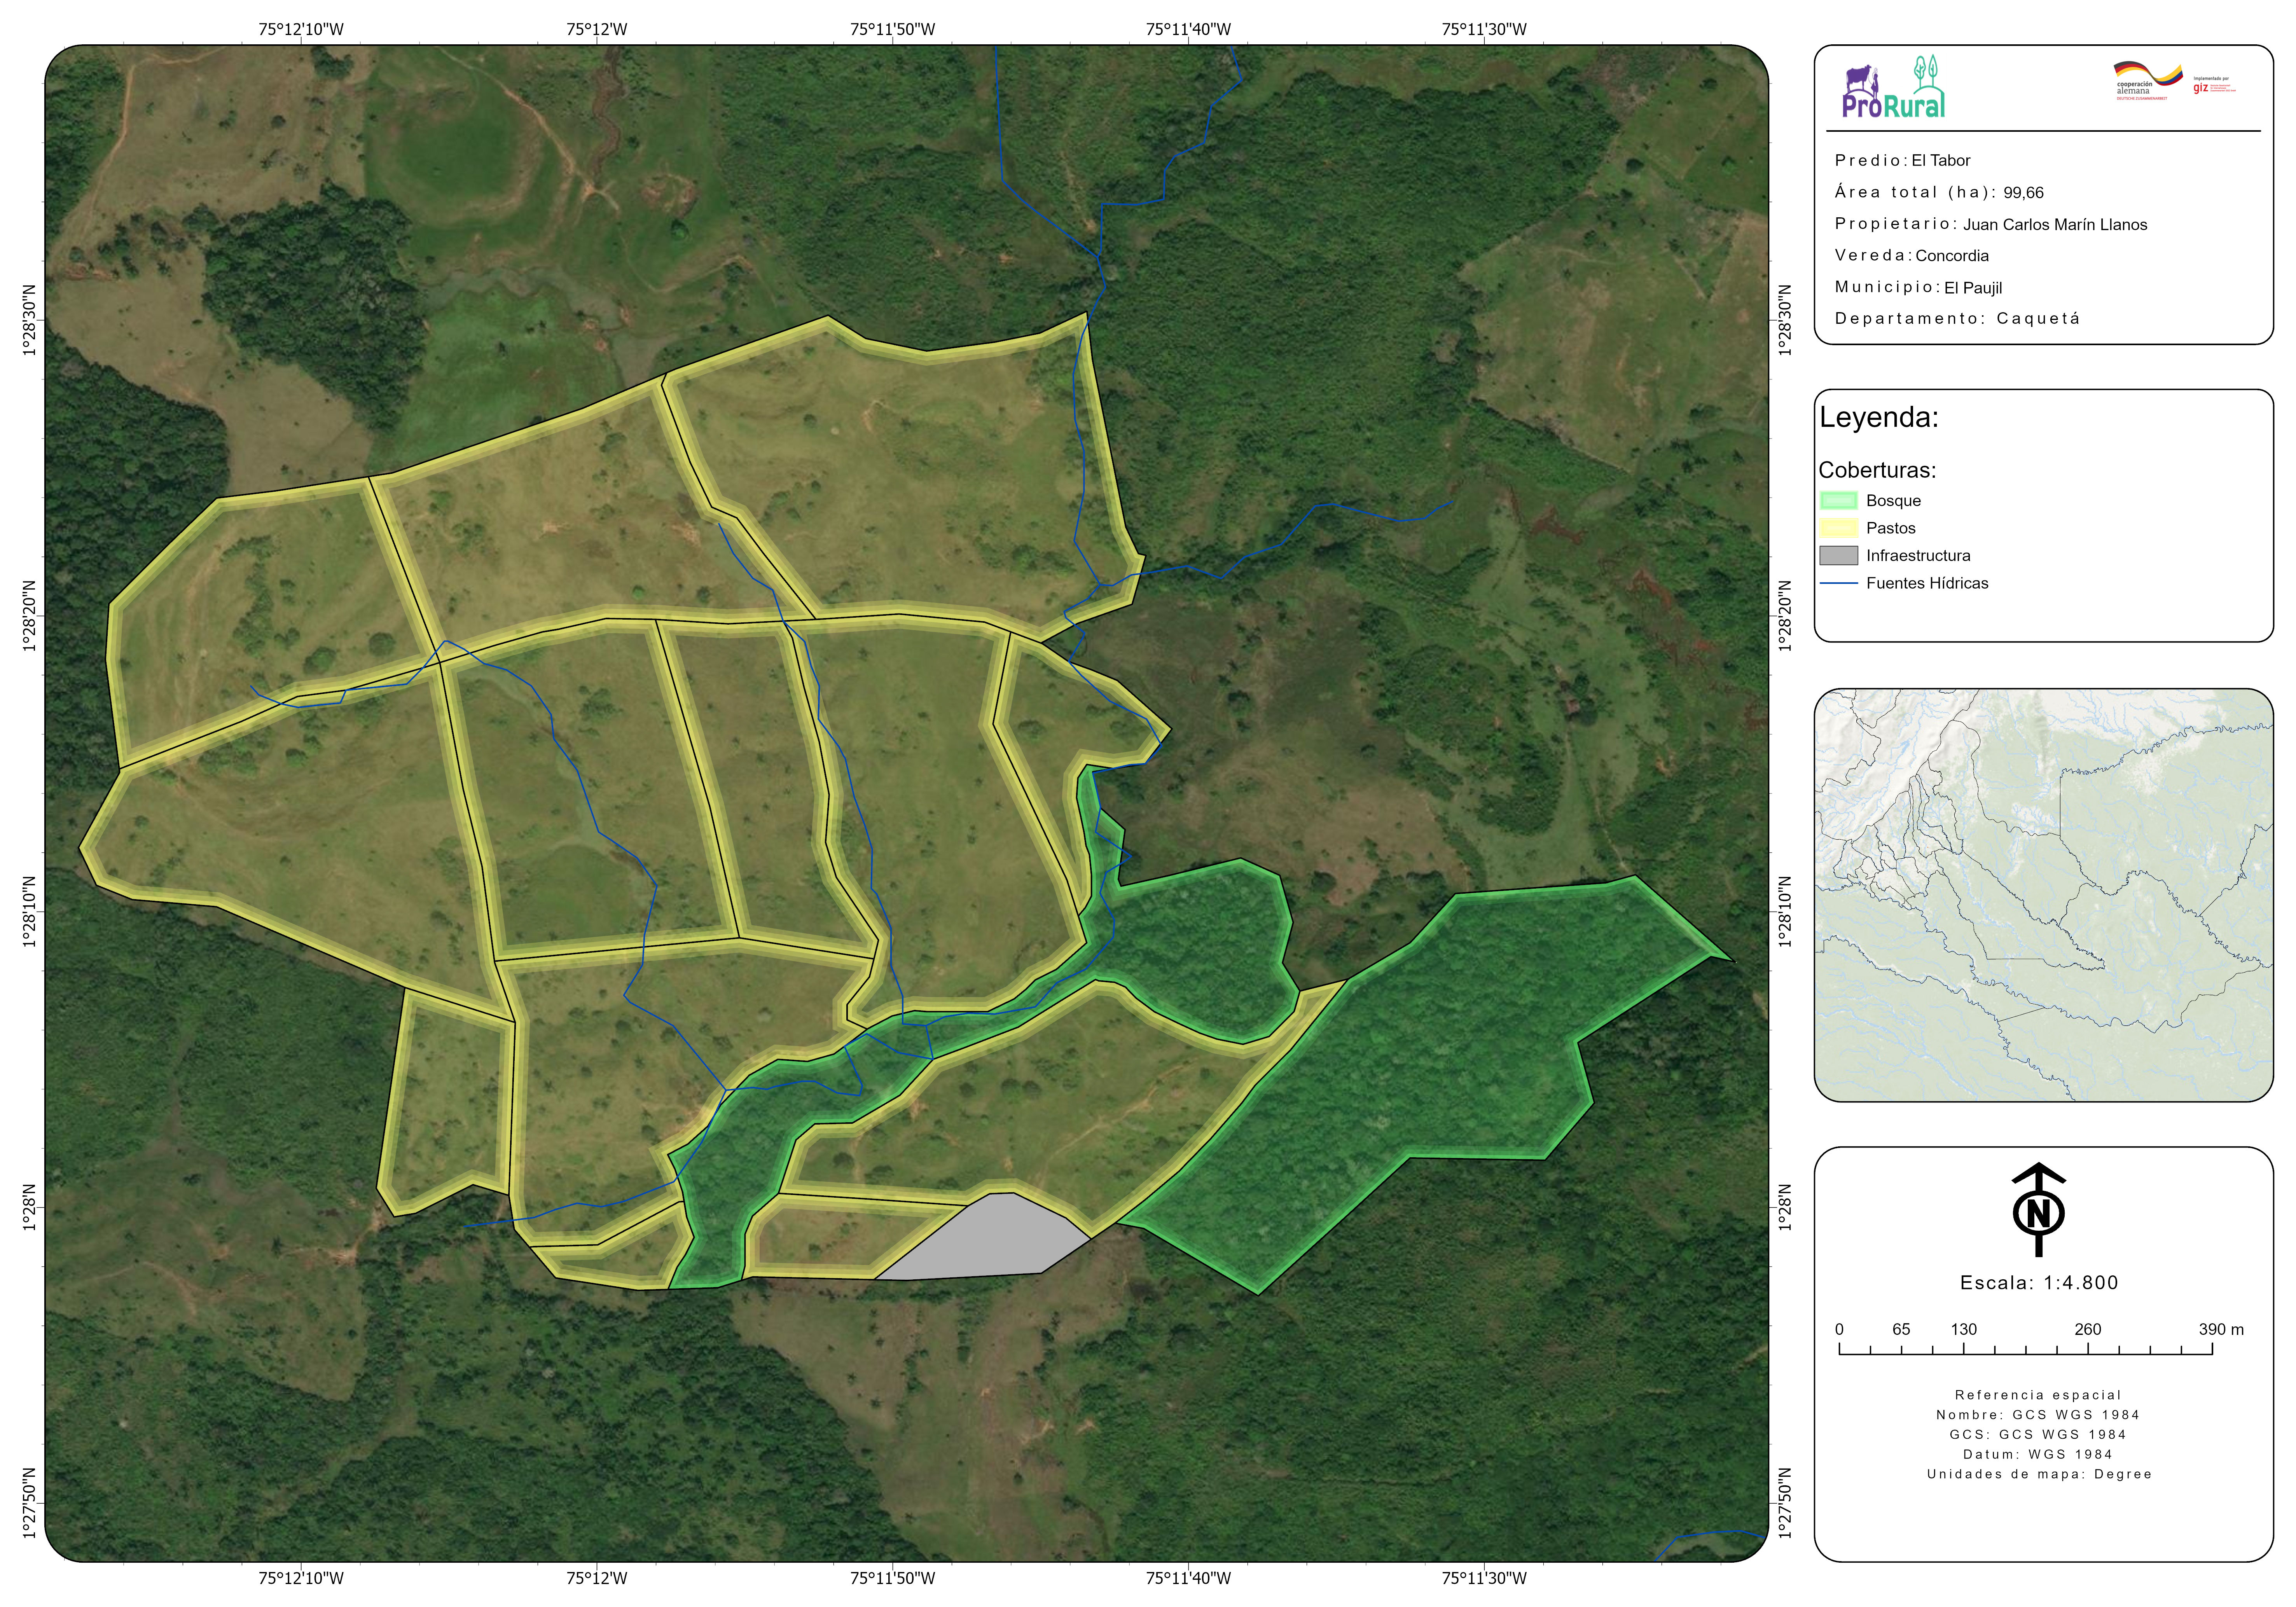 75°12'10"W
75°12'W
75°11'50"W
75°11'40"W
75°11'30"W
1°28'30"N
1°28'20"N
1°28'10"N
1°28'N
1°27'50"N
1°28'30"N
1°28'20"N
1°28'10"N
1°28'N
1°27'50"N
75°12'10"W
75°12'W
75°11'50"W
75°11'40"W
75°11'30"W
ProRural
cooperación
alemana
DEUTSCHE ZUSAMMENARBEIT
Implementada por
giz
Predio: El Tabor
Área total (ha): 99,66
Propietario: Juan Carlos Marín Llanos
Vereda: Concordia
Municipio: El Paujil
Departamento: Caquetá
Leyenda:
Coberturas:
Bosque
Pastos
Infraestructura
Fuentes Hídricas
N
Escala: 1:4.800
0 65 130 260 390 m
Referencia espacial
Nombre: GCS WGS 1984
GCS: GCS WGS 1984
Datum: WGS 1984
Unidades de mapa: Degree